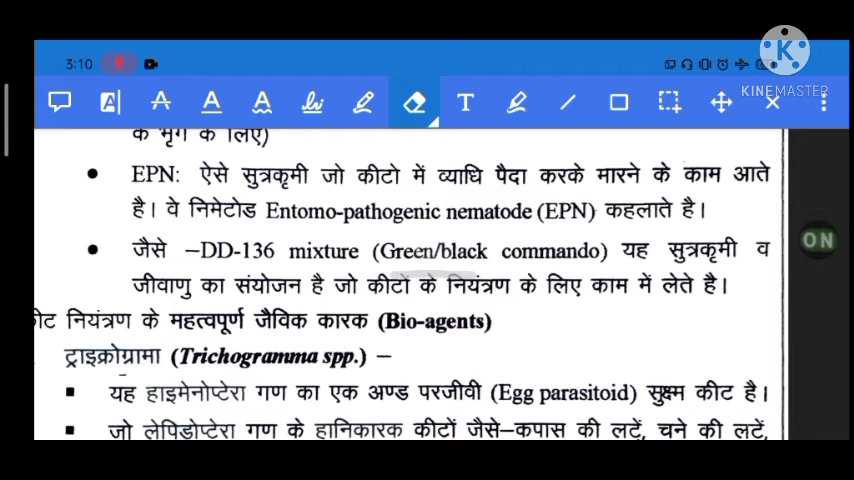 3:10
KINEMASTER
A
A
A
A
T
के भृंग के लिए)
• EPN: ऐसे सुत्रकृमी जो कीटो में व्याधि पैदा करके मारने के काम आते
है। वे निमेटोड Entomo-pathogenic nematode (EPN) कहलाते है।
• जैसे –DD-136 mixture (Green/black commando) यह सुत्रकृमी व
जीवाणु का संयोजन है जो कीटों के नियंत्रण के लिए काम में लेते है।
ON
कीट नियंत्रण के महत्वपूर्ण जैविक कारक (Bio-agents)
ट्राइकोग्रामा (Trichogramma spp.) –
▪ यह हाइमेनोप्टेरा गण का एक अण्ड परजीवी (Egg parasitoid) सुक्ष्म कीट है।
▪ जो लेपिडोप्टेरा गण के हानिकारक कीटों जैसे–कपास की लटें, चने की लटें,